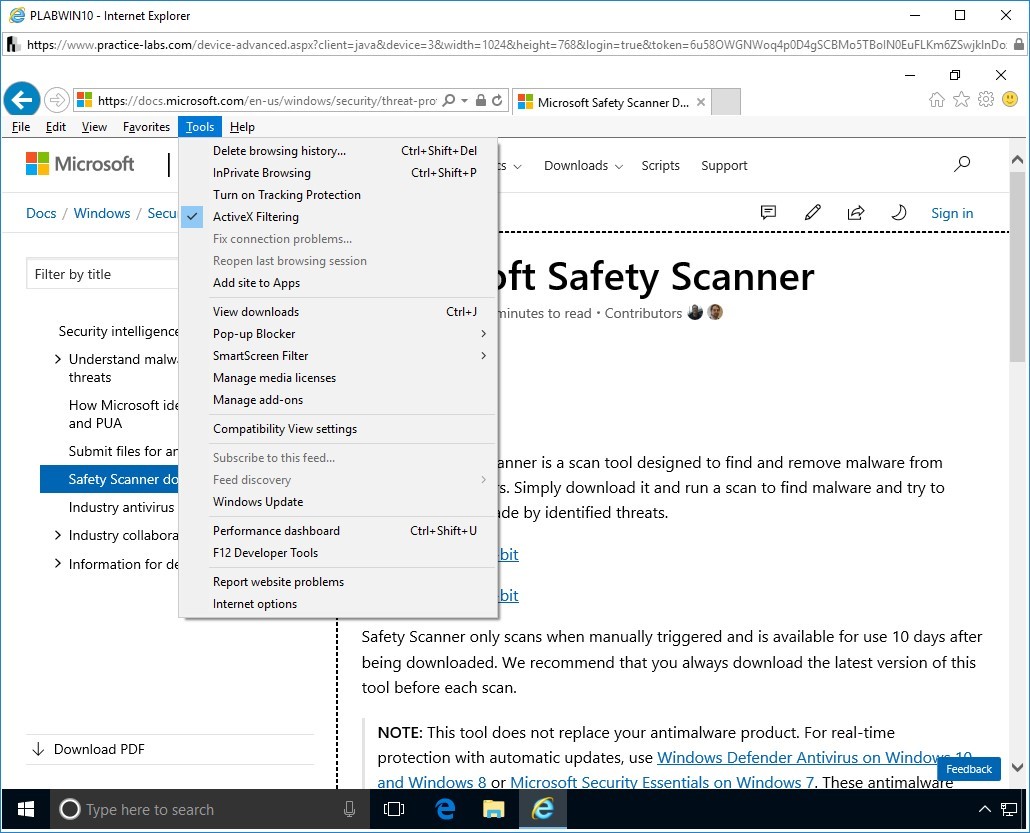 PLABWIN10 - Internet Explorer
https://www.practice-labs.com/device-advanced.aspx?client=java&device=3&width=1024&height=768&login=true&token=6u58OWGNWoq4p0D4gSCBMo5TBoIN0EuFLKm6ZSwjkInDo
https://docs.microsoft.com/en-us/windows/security/threat-pro
Microsoft Safety Scanner D...
File Edit View Favorites Tools Help
Microsoft
cs Downloads Scripts Support
Docs / Windows / Secu
Sign in
Filter by title
Security intelligence
Understand malw
threats
How Microsoft ide
and PUA
Submit files for an
Safety Scanner do
Industry antivirus
Industry collabora
Information for de
Download PDF
Delete browsing history... Ctrl+Shift+Del
InPrivate Browsing Ctrl+Shift+P
Turn on Tracking Protection
ActiveX Filtering
Fix connection problems...
Reopen last browsing session
Add site to Apps
View downloads Ctrl+J
Pop-up Blocker
SmartScreen Filter
Manage media licenses
Manage add-ons
Compatibility View settings
Subscribe to this feed...
Feed discovery
Windows Update
Performance dashboard Ctrl+Shift+U
F12 Developer Tools
Report website problems
Internet options
oft Safety Scanner
minutes to read • Contributors
anner is a scan tool designed to find and remove malware from
s. Simply download it and run a scan to find malware and try to
de by identified threats.
bit
bit
Safety Scanner only scans when manually triggered and is available for use 10 days after
being downloaded. We recommend that you always download the latest version of this
tool before each scan.
NOTE: This tool does not replace your antimalware product. For real-time
protection with automatic updates, use Windows Defender Antivirus on Windows 10
and Windows 8 or Microsoft Security Essentials on Windows 7. These antimalware
Feedback
Type here to search